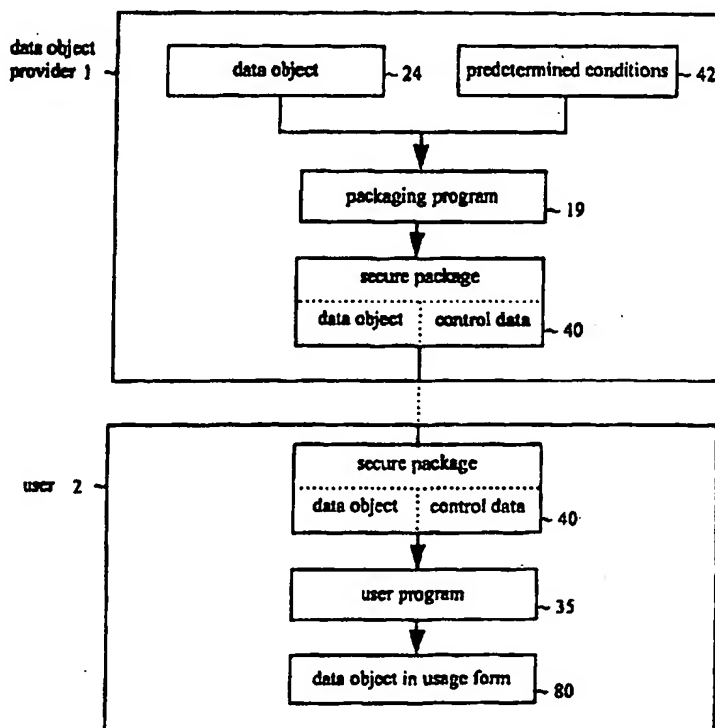 data object
provider 1
data object
24
predetermined conditions
42
packaging program
19
secure package
data object control data
40
user 2
secure package
data object control data
40
user program
35
data object in usage form
80